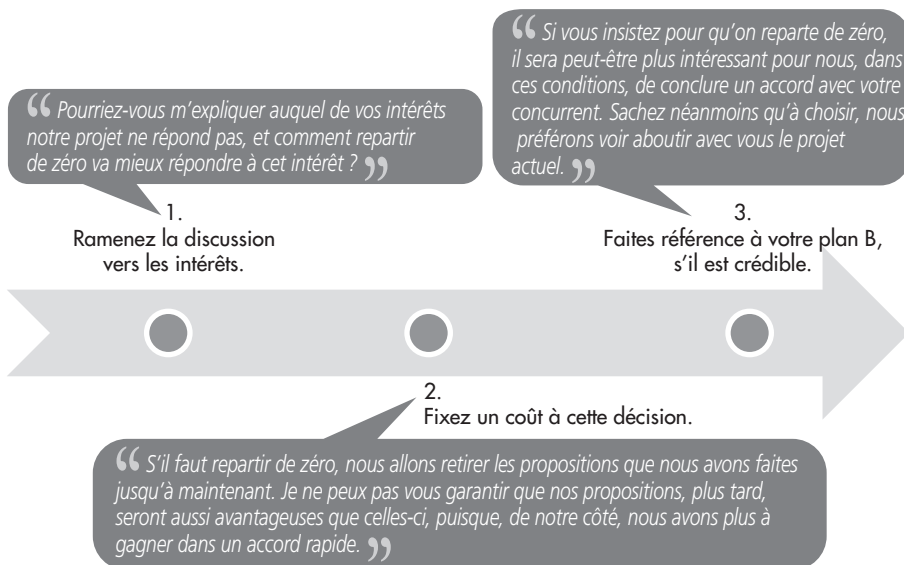 “ Pourriez-vous m’expliquer auquel de vos intérêts
notre projet ne répond pas, et comment repartir
de zéro va mieux répondre à cet intérêt ? ”
1.
Ramenez la discussion
vers les intérêts.
“ Si vous insistez pour qu’on reparte de zéro,
il sera peut-être plus intéressant pour nous, dans
ces conditions, de conclure un accord avec votre
concurrent. Sachez néanmoins qu’à choisir, nous
préférons voir aboutir avec vous le projet
actuel. ”
3.
Faites référence à votre plan B,
s’il est crédible.
2.
Fixez un coût à cette décision.
“ S’il faut repartir de zéro, nous allons retirer les propositions que nous avons faites
jusqu’à maintenant. Je ne peux pas vous garantir que nos propositions, plus tard,
seront aussi avantageuses que celles-ci, puisque, de notre côté, nous avons plus à
gagner dans un accord rapide. ”